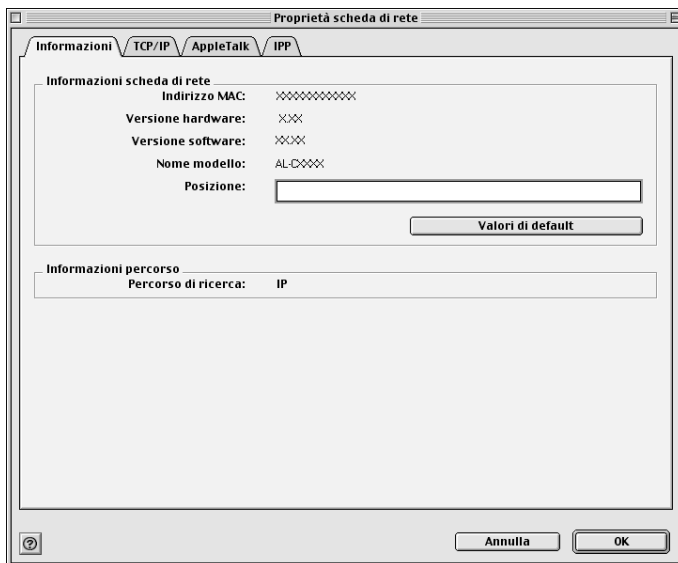 Proprietà scheda di rete
Informazioni TCP/IP AppleTalk IPP
Informazioni scheda di rete
Indirizzo MAC: XXXXXXXXXXX
Versione hardware: X.XX
Versione software: XX.XX
Nome modello: AL-CXXXX
Posizione:
Valori di default
Informazioni percorso
Percorso di ricerca: IP
?
Annulla OK